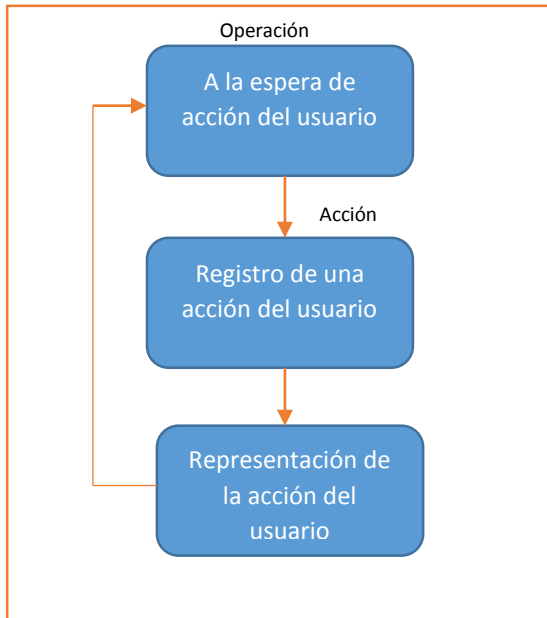 Operación
A la espera de
acción del usuario
Acción
Registro de una
acción del usuario
Representación de
la acción del
usuario